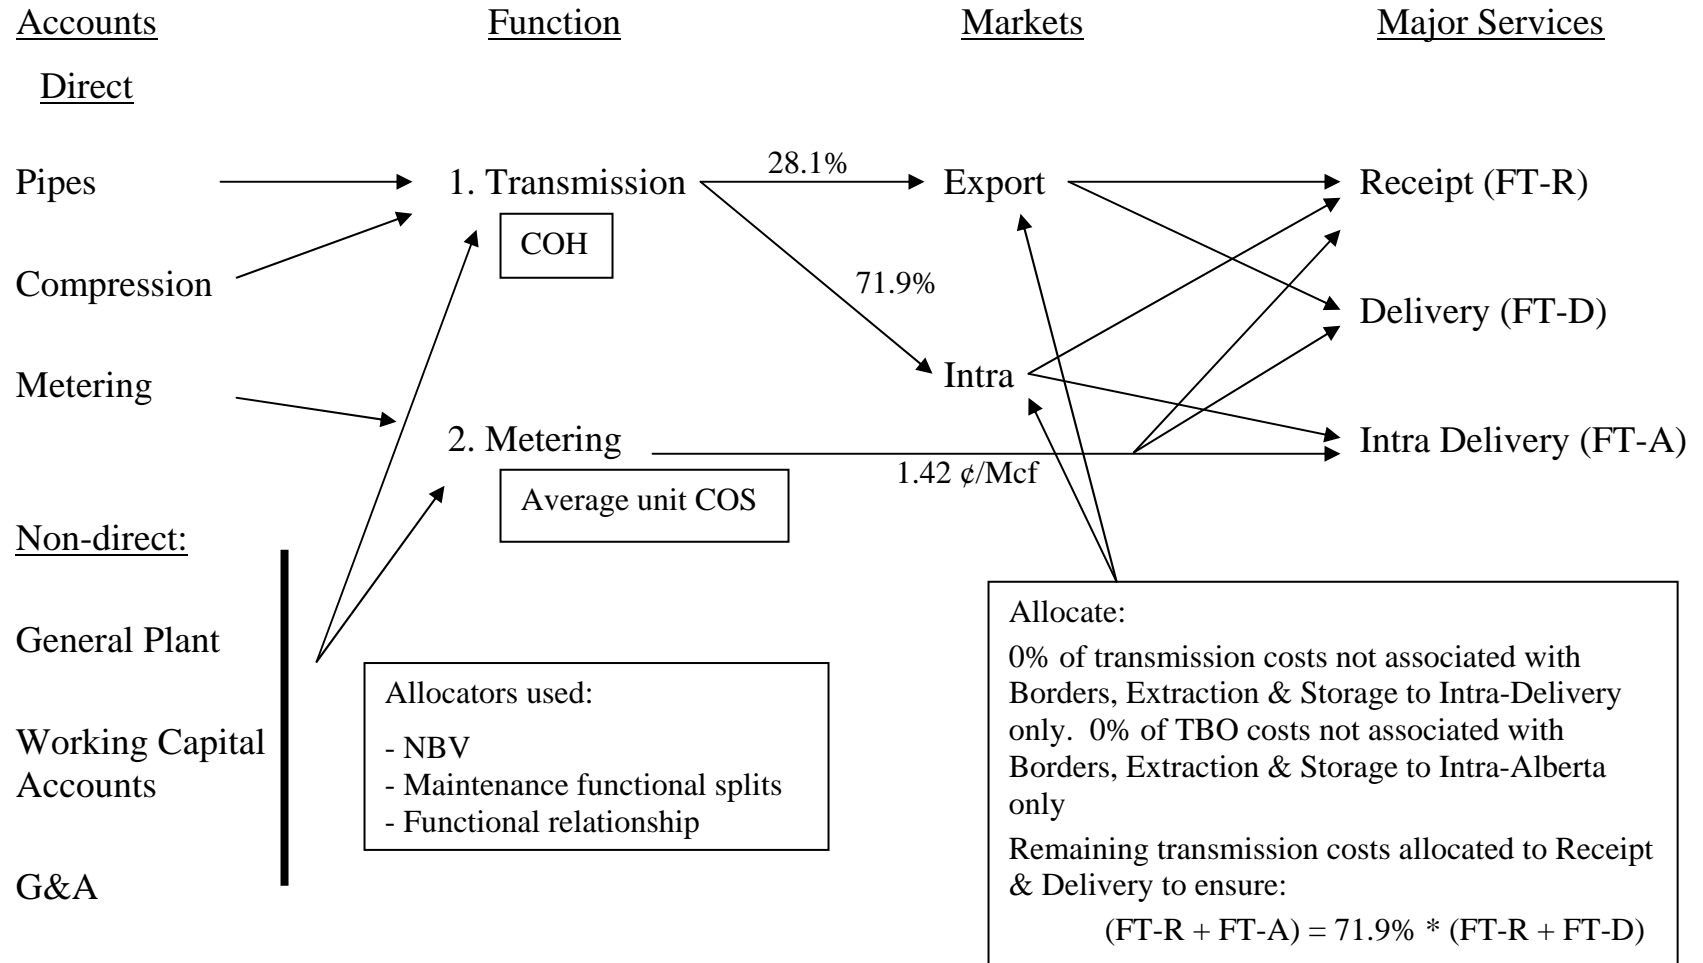 Accounts Function Markets Major Services
Direct
Pipes 1. Transmission 28.1% Export Receipt (FT-R)
COH
Compression 71.9% Delivery (FT-D)
Metering Intra
2. Metering 1.42 ¢/Mcf Intra Delivery (FT-A)
Average unit COS
Non-direct:
General Plant
Working Capital
Accounts
G&A
Allocators used:
- NBV
- Maintenance functional splits
- Functional relationship
Allocate:
0% of transmission costs not associated with
Borders, Extraction & Storage to Intra-Delivery
only. 0% of TBO costs not associated with
Borders, Extraction & Storage to Intra-Alberta
only
Remaining transmission costs allocated to Receipt
& Delivery to ensure:
(FT-R + FT-A) = 71.9% * (FT-R + FT-D)